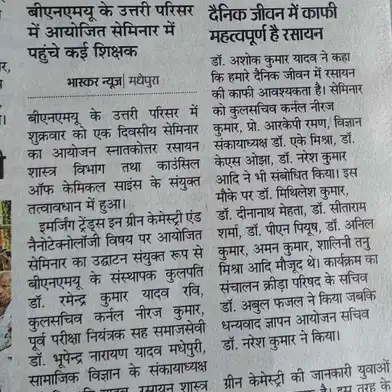 बीएनएमयू के उत्तरी परिसर
में आयोजित सेमिनार में
पहुंचे कई शिक्षक
भास्कर न्यूज | मधेपुरा
बीएनएमयू के उत्तरी परिसर में
शुक्रवार को एक दिवसीय सेमिनार
का आयोजन स्नातकोत्तर रसायन
शास्त्र विभाग तथा काउंसिल
ऑफ केमिकल साइंस के संयुक्त
तत्वावधान में हुआ।
इमर्जिंग ट्रेंड्स इन ग्रीन केमेस्ट्री एंड
नैनोटेक्नोलॉजी विषय पर आयोजित
सेमिनार का उद्घाटन संयुक्त रूप से
बीएनएमयू के संस्थापक कुलपति
डॉ. रमेन्द्र कुमार यादव रवि,
कुलसचिव कर्नल नीरज कुमार,
पूर्व परीक्षा नियंत्रक सह समाजसेवी
डॉ. भूपेन्द्र नारायण यादव मधेपुरी,
सामाजिक विज्ञान के संकायाध्यक्ष
रसायन शास्त्र
दैनिक जीवन में काफी
महत्वपूर्ण है रसायन
डॉ. अशोक कुमार यादव ने कहा
कि हमारे दैनिक जीवन में रसायन
की काफी आवश्यकता है। सेमिनार
को कुलसचिव कर्नल नीरज
कुमार, प्रो. आरकेपी रमण, विज्ञान
संकायाध्यक्ष डॉ. एके मिश्रा, डॉ.
केएस ओझा, डॉ. नरेश कुमार
आदि ने भी संबोधित किया। इस
मौके पर डॉ. मिथिलेश कुमार,
डॉ. दीनानाथ मेहता, डॉ. सीताराम
शर्मा, डॉ. पीएन पियूष, डॉ. अनिल
कुमार, अमन कुमार, शालिनी तनु
मिश्रा आदि मौजूद थे। कार्यक्रम का
संचालन क्रीड़ा परिषद के सचिव
डॉ. अबुल फजल ने किया जबकि
धन्यवाद ज्ञापन आयोजन सचिव
डॉ. नरेश कुमार ने किया।
ग्रीन केमेस्ट्री की जानकारी युवाओं